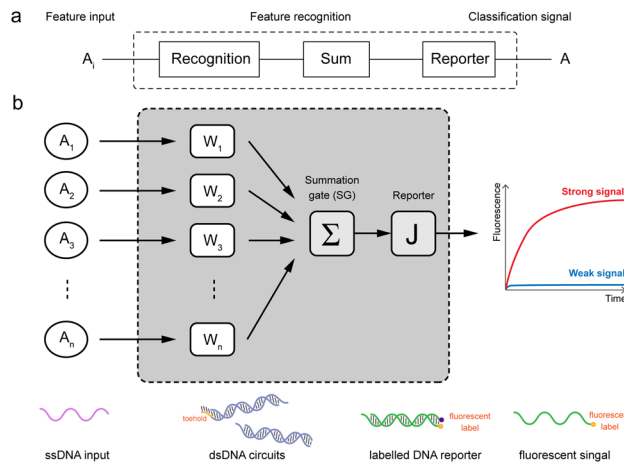 a
Feature input
Feature recognition
Classification signal
Ai
Recognition
Sum
Reporter
A
b
A1
W1
A2
W2
A3
W3
An
Wn
Summation
gate (SG)
Σ
Reporter
J
Fluorescence
Strong signal
Weak signal
Time
toehold
fluorescent
label
fluorescent
label
ssDNA input
dsDNA circuits
labelled DNA reporter
fluorescent singal